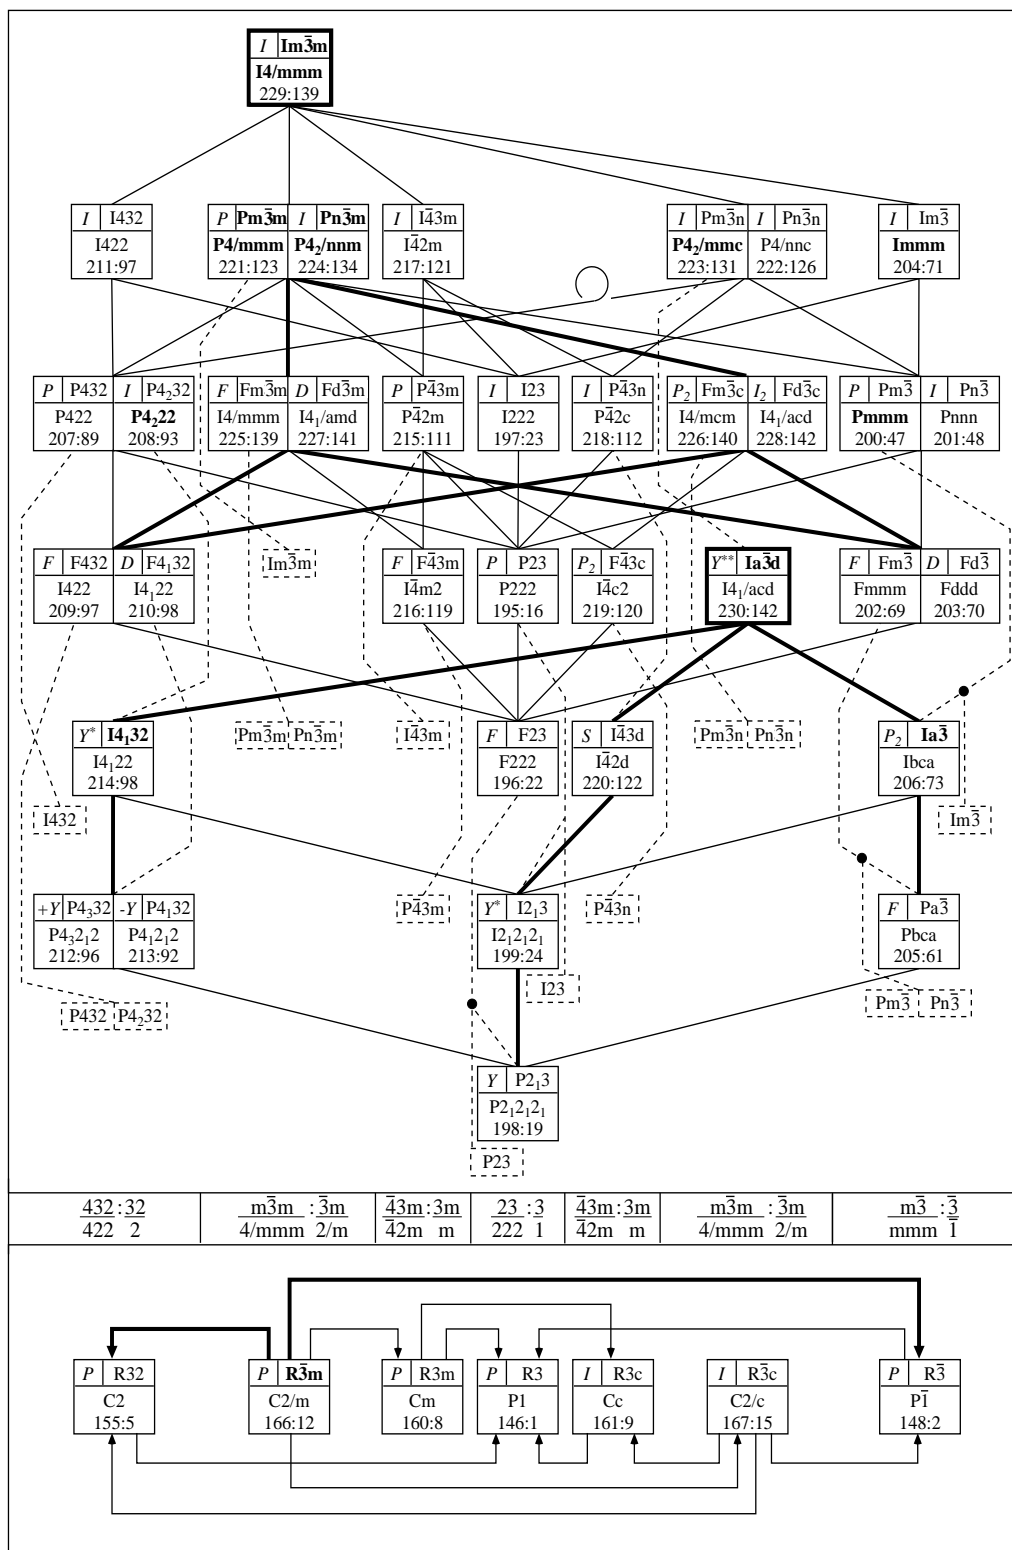 I Im3̄m
I4/mmm
229:139
I I432 P Pm3̄m I Pn3̄m I I4̄3m I Pm3̄n I Pn3̄n I Im3̄
I422 P4/mmm P4₂/nnm I4̄2m P4₂/mmc P4/nnc Immm
211:97 221:123 224:134 217:121 223:131 222:126 204:71
P P432 I P4₂32 F Fm3̄m D Fd3̄m P P4̄3m I I23 I P4̄3n P₂ Fm3̄c I₂ Fd3̄c P Pm3̄ I Pn3̄
P422 P4₂22 I4/mmm I4₁/amd P4̄2m I222 P4̄2c I4/mcm I4₁/acd Pmmm Pnnn
207:89 208:93 225:139 227:141 215:111 197:23 218:112 226:140 228:142 200:47 201:48
F F432 D F4₁32 Im3̄m F F4̄3m P P23 P₂ F4̄3c Y** Ia3̄d F Fm3̄ D Fd3̄
I422 I4₁22 I4̄m2 P222 I4̄c2 I4₁/acd Fmmm Fddd
209:97 210:98 216:119 195:16 219:120 230:142 202:69 203:70
Y* I4₁32 Pm3̄m Pn3̄m I4̄3m F F23 S I4̄3d Pm3̄n Pn3̄n P₂ Ia3̄
I4₁22 F222 I4̄2d Ibca
214:98 196:22 220:122 206:73
I432 Im3̄
+Y P4₃32 -Y P4₁32 P4̄3m Y* I2₁3 P4̄3n F Pa3̄
P4₃2₁2 P4₁2₁2 I2₁2₁2₁ Pbca
212:96 213:92 199:24 205:61
I23
P432 P4₂32 Pm3̄ Pn3̄
Y P2₁3
P2₁2₁2₁
198:19
P23
432:32 m3̄m:3̄m 4̄3m:3m 23:3 4̄3m:3m m3̄m:3̄m m3̄:3̄
422 2 4/mmm 2/m 4̄2m m 222 1 4̄2m m 4/mmm 2/m mmm 1̄
P R32 P R3̄m P R3m P R3 I R3c I R3̄c P R3̄
C2 C2/m Cm P1 Cc C2/c P1̄
155:5 166:12 160:8 146:1 161:9 167:15 148:2